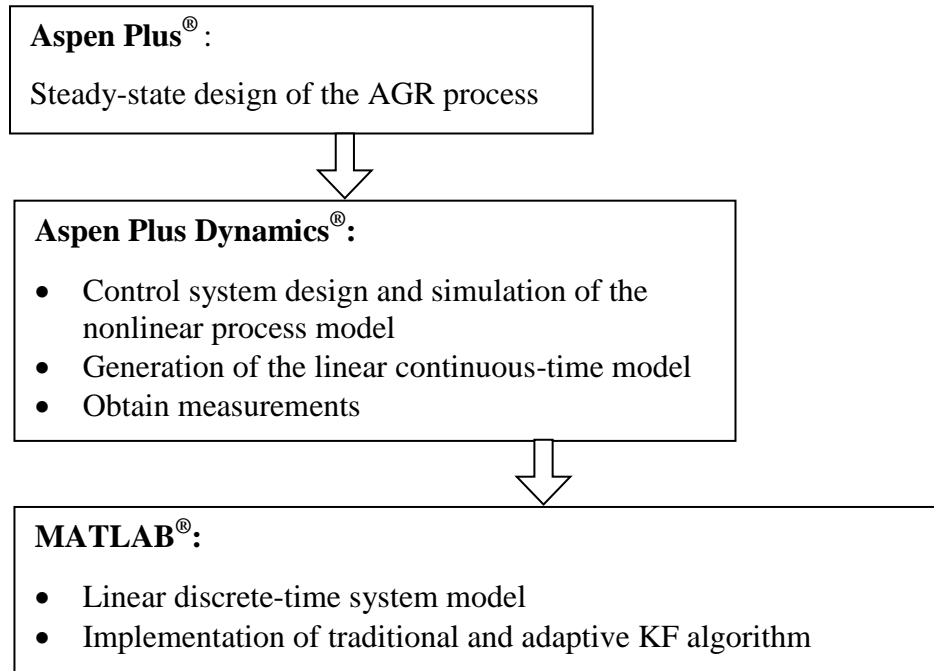 Aspen Plus® :
Steady-state design of the AGR process
Aspen Plus Dynamics®:
• Control system design and simulation of the
nonlinear process model
• Generation of the linear continuous-time model
• Obtain measurements
MATLAB®:
• Linear discrete-time system model
• Implementation of traditional and adaptive KF algorithm